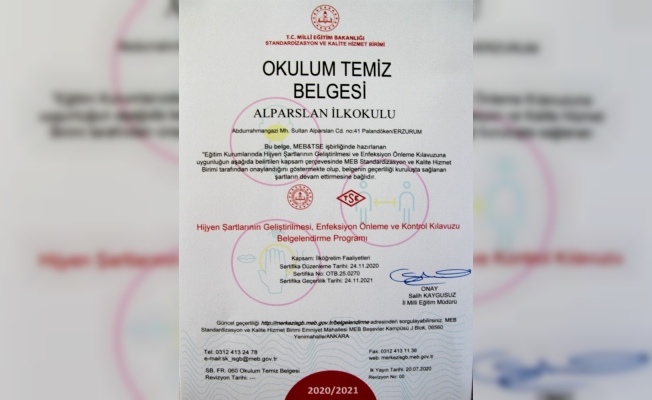 T.C. MİLLİ EĞİTİM BAKANLIĞI
STANDARDİZASYON VE KALİTE HİZMET BİRİMİ
OKULUM TEMİZ
BELGESİ
ALPARSLAN İLKOKULU
Abdurrahmangazi Mh. Sultan Alparslan Cd. no:41 Palandöken/ERZURUM
Bu belge, MEB&TSE işbirliğinde hazırlanan
"Eğitim Kurumlarında Hijyen Şartlarının Geliştirilmesi ve Enfeksiyon Önleme Kılavuzuna
uygunluğun aşağıda belirtilen kapsam çerçevesinde MEB Standardizasyon ve Kalite Hizmet
Birimi tarafından onaylandığını göstermekte olup, belgenin geçerliliği kuruluşta sağlanan
şartların devam ettirmesine bağlıdır.
TSE
Hijyen Şartlarının Geliştirilmesi, Enfeksiyon Önleme ve Kontrol Kılavuzu
Belgelendirme Programı
Kapsam: İlköğretim Faaliyetleri
Sertifika Düzenleme Tarihi: 24.11.2020
Sertifika No: OTB.25.0270
Sertifika Geçerlilik Tarihi: 24.11.2021
ONAY
Salih KAYGUSUZ
İl Milli Eğitim Müdürü
Güncel geçerliliği http://merkezisgb.meb.gov.tr/belgelendirme adresinden sorgulayabilirsiniz. MEB
Standardizasyon ve Kalite Hizmet Birimi Emniyet Mahallesi MEB Beşevler Kampüsü J Blok, 06560
Yenimahalle/ANKARA
Tel: 0312 413 24 78
e-mail:sk_isgb@meb.gov.tr
Fax: 0312 413 11 36
web: merkezisgb.meb.gov.tr
SB. FR. 060 Okulum Temiz Belgesi
Revizyon Tarihi: ---
İlk Yayın Tarihi: 20.07.2020
Revizyon No: 00
2020/2021